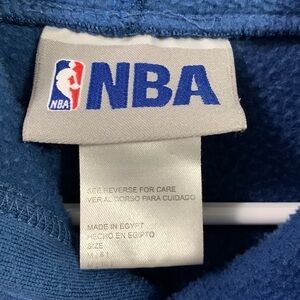 NBA
NBA
SEE REVERSE FOR CARE
VER AL DORSO PARA CUIDADO
MADE IN EGYPT
HECHO EN EGIPTO
SIZE